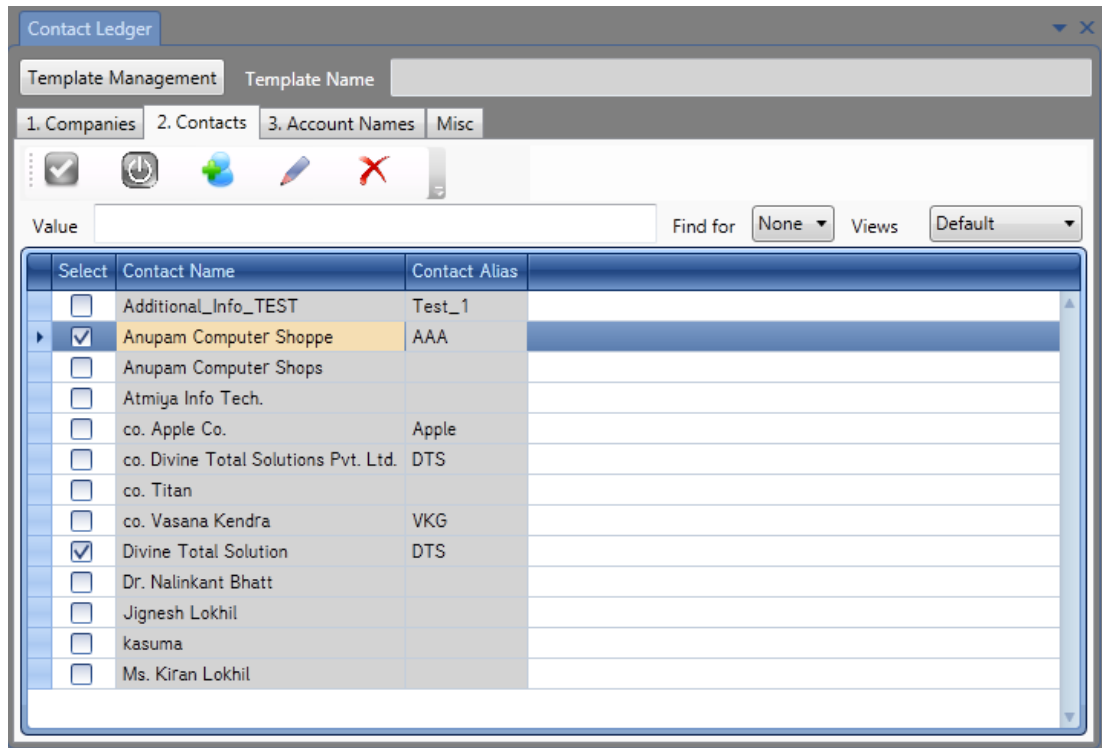 Contact Ledger
Template Management Template Name
1. Companies 2. Contacts 3. Account Names Misc
Value Find for None Views Default
Select Contact Name Contact Alias
Additional_Info_TEST Test_1
Anupam Computer Shoppe AAA
Anupam Computer Shops
Atmiya Info Tech.
co. Apple Co. Apple
co. Divine Total Solutions Pvt. Ltd. DTS
co. Titan
co. Vasana Kendra VKG
Divine Total Solution DTS
Dr. Nalinkant Bhatt
Jignesh Lokhil
kasuma
Ms. Kiran Lokhil